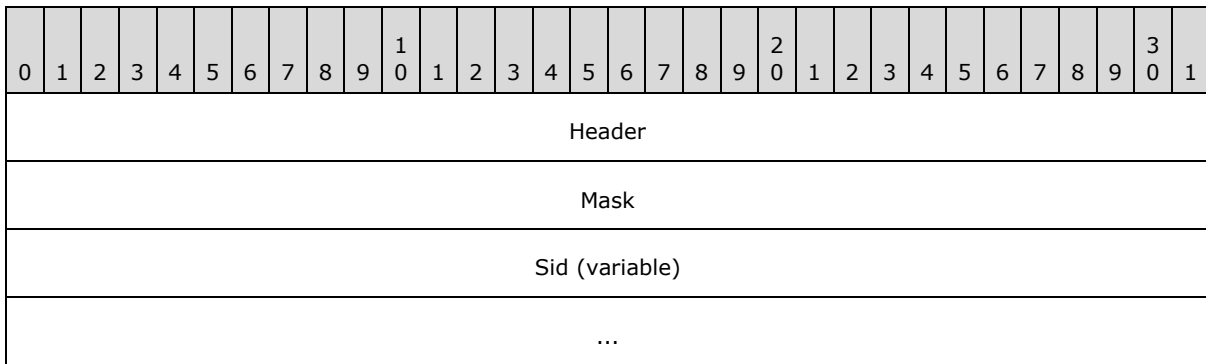 1 2 3
0 1 2 3 4 5 6 7 8 9 0 1 2 3 4 5 6 7 8 9 0 1 2 3 4 5 6 7 8 9 0 1
Header
Mask
Sid (variable)
...